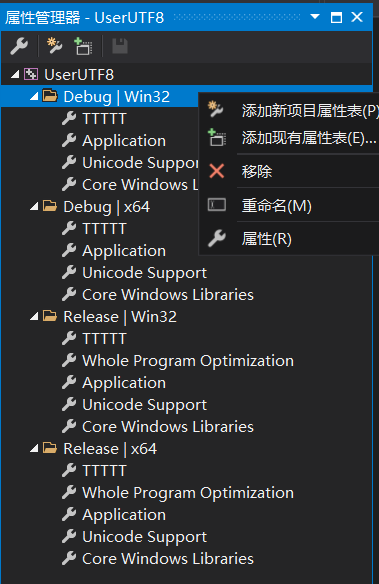 属性管理器 - UserUTF8
UserUTF8
Debug | Win32
TTTTT
Application
Unicode Suppor
Core Windows L
Debug | x64
TTTTT
Application
Unicode Support
Core Windows Libraries
Release | Win32
TTTTT
Whole Program Optimization
Application
Unicode Support
Core Windows Libraries
Release | x64
TTTTT
Whole Program Optimization
Application
Unicode Support
Core Windows Libraries
添加新项目属性表(P)
添加现有属性表(E)...
移除
重命名(M)
属性(R)